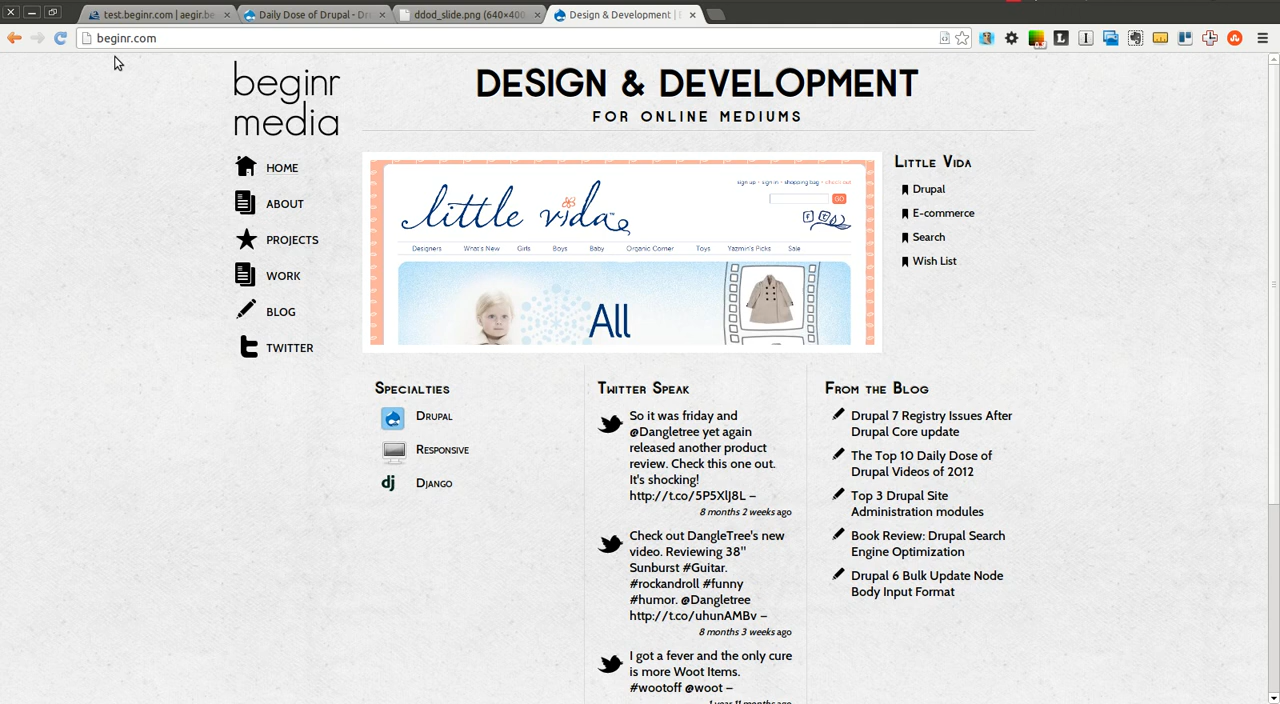 test.beginr.com | aegir.be
Daily Dose of Drupal - Dr
ddod_slide.png (640×400
Design & Development |
beginr.com
beginr
media
DESIGN & DEVELOPMENT
FOR ONLINE MEDIUMS
HOME
ABOUT
PROJECTS
WORK
BLOG
TWITTER
sign up · sign in · shopping bag · check out
GO
little vida
Designers What's New Girls Boys Baby Organic Corner Toys Yazmin's Picks Sale
All
Little Vida
Drupal
E-commerce
Search
Wish List
Specialties
Drupal
Responsive
dj Django
Twitter Speak
So it was friday and
@Dangletree yet again
released another product
review. Check this one out.
It's shocking!
http://t.co/5P5XlJ8L –
8 months 2 weeks ago
Check out DangleTree's new
video. Reviewing 38"
Sunburst #Guitar.
#rockandroll #funny
#humor. @Dangletree
http://t.co/uhunAMBv –
8 months 3 weeks ago
I got a fever and the only cure
is more Woot Items.
#wootoff @woot –
1 year 11 months ago
From the Blog
Drupal 7 Registry Issues After
Drupal Core update
The Top 10 Daily Dose of
Drupal Videos of 2012
Top 3 Drupal Site
Administration modules
Book Review: Drupal Search
Engine Optimization
Drupal 6 Bulk Update Node
Body Input Format